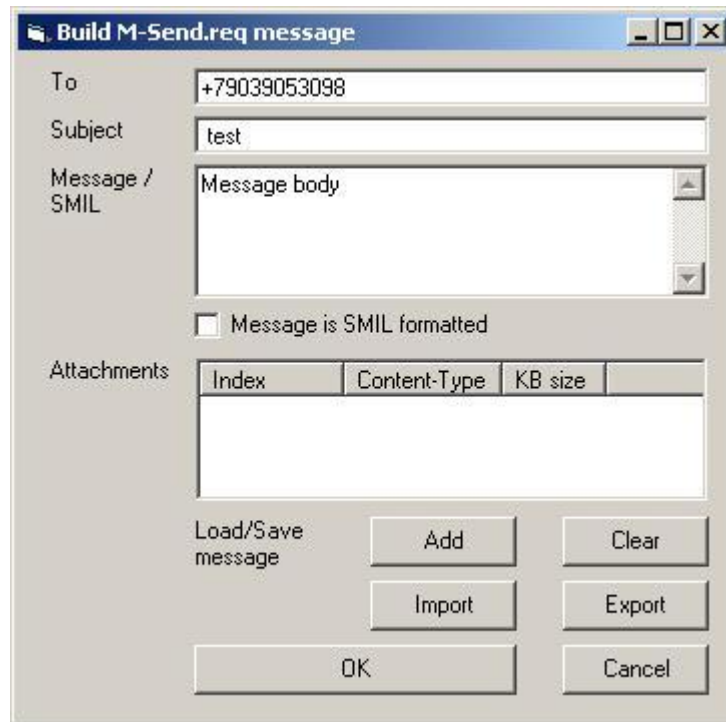 Build M-Send.req message
To
+79039053098
Subject
test
Message /
SMIL
Message body
Message is SMIL formatted
Attachments
Index Content-Type KB size
Load/Save
message
Add Clear
Import Export
OK Cancel